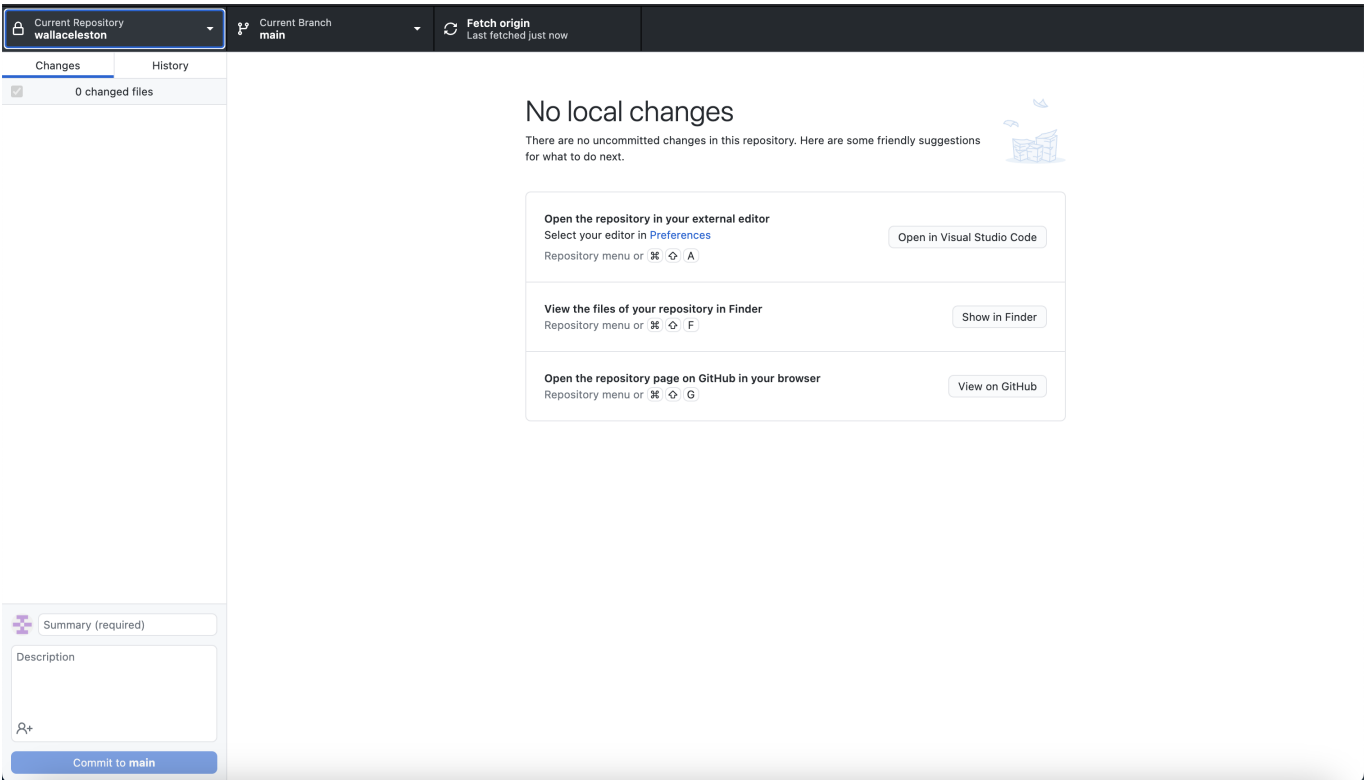 Current Repository
wallaceleston
Current Branch
main
Fetch origin
Last fetched just now
Changes
History
0 changed files
No local changes
There are no uncommitted changes in this repository. Here are some friendly suggestions
for what to do next.
Open the repository in your external editor
Select your editor in Preferences
Repository menu or ⌘ ⇧ A
Open in Visual Studio Code
View the files of your repository in Finder
Repository menu or ⌘ ⇧ F
Show in Finder
Open the repository page on GitHub in your browser
Repository menu or ⌘ ⇧ G
View on GitHub
Summary (required)
Description
Commit to main